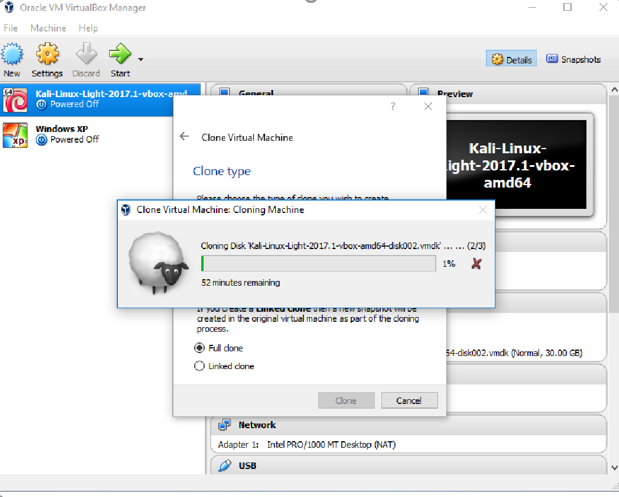 Oracle VM VirtualBox Manager
File Machine Help
New Settings Discard Start
Details Snapshots
Kali-Linux-Light-2017.1-vbox-amd
Powered Off
Windows XP
Powered Off
General
Preview
Kali-Linux-
Light-2017.1-vbox-
amd64
?
Clone Virtual Machine
Clone type
Please choose the type of clone you wish to create.
Clone Virtual Machine: Cloning Machine
Cloning Disk 'Kali-Linux-Light-2017.1-vbox-amd64-disk002.vmdk' ... ... (2/3)
1%
52 minutes remaining
If you create a Linked clone then a new snapshot will be
created in the original virtual machine as part of the cloning
process.
Full clone
Linked clone
54-disk002.vmdk (Normal, 30.00 GB)
Clone Cancel
Network
Adapter 1: Intel PRO/1000 MT Desktop (NAT)
USB